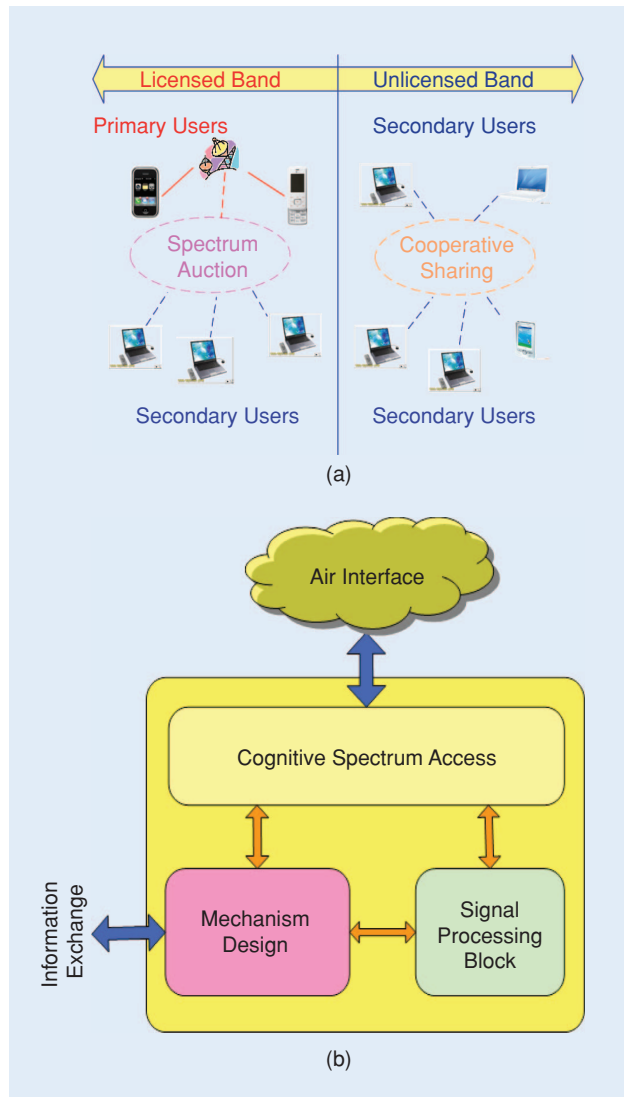 Licensed Band
Unlicensed Band
Primary Users
Secondary Users
Spectrum
Auction
Cooperative
Sharing
Secondary Users
Secondary Users
(a)
Air Interface
Cognitive Spectrum Access
Information
Exchange
Mechanism
Design
Signal
Processing
Block
(b)